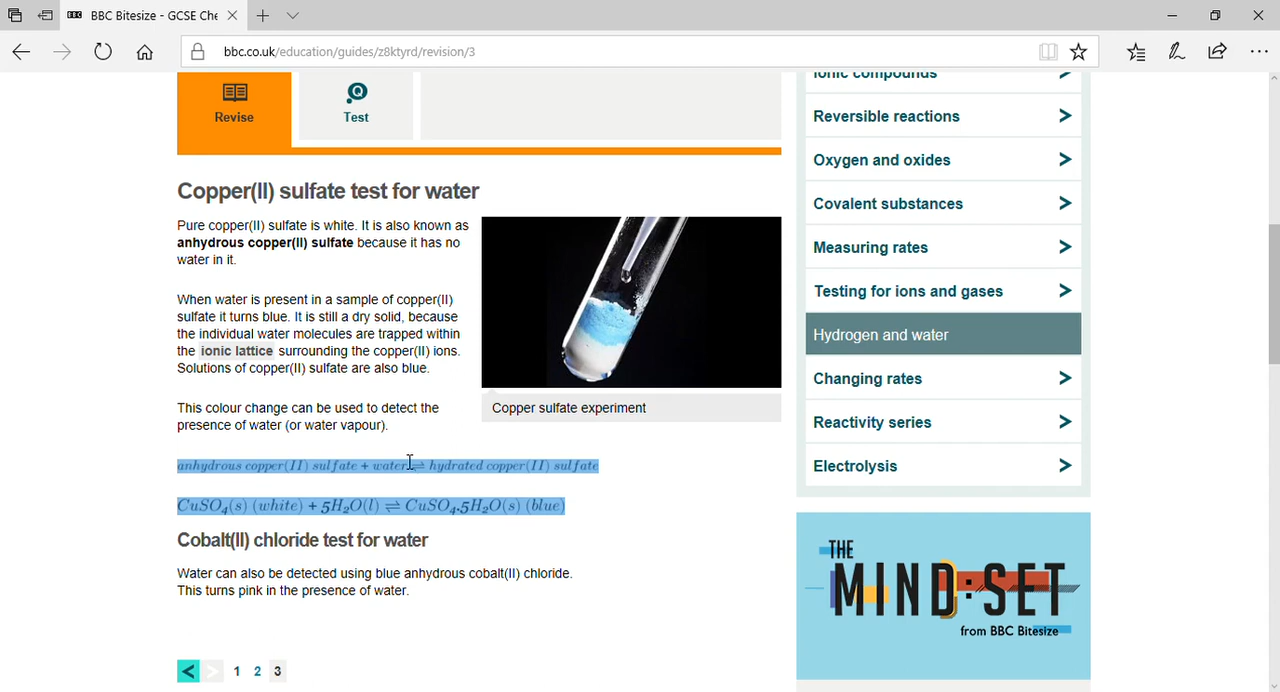 BBC BBC Bitesize - GCSE Che
bbc.co.uk/education/guides/z8ktyrd/revision/3
Revise
Q
Test
Copper(II) sulfate test for water
Pure copper(II) sulfate is white. It is also known as
anhydrous copper(II) sulfate because it has no
water in it.
When water is present in a sample of copper(II)
sulfate it turns blue. It is still a dry solid, because
the individual water molecules are trapped within
the ionic lattice surrounding the copper(II) ions.
Solutions of copper(II) sulfate are also blue.
This colour change can be used to detect the
presence of water (or water vapour).
Copper sulfate experiment
anhydrous copper(II) sulfate + water ⇌ hydrated copper(II) sulfate
CuSO₄(s) (white) + 5H₂O(l) ⇌ CuSO₄.5H₂O(s) (blue)
Cobalt(II) chloride test for water
Water can also be detected using blue anhydrous cobalt(II) chloride.
This turns pink in the presence of water.
< > 1 2 3
Ionic compounds
Reversible reactions
Oxygen and oxides
Covalent substances
Measuring rates
Testing for ions and gases
Hydrogen and water
Changing rates
Reactivity series
Electrolysis
THE
MIND:SET
from BBC Bitesize